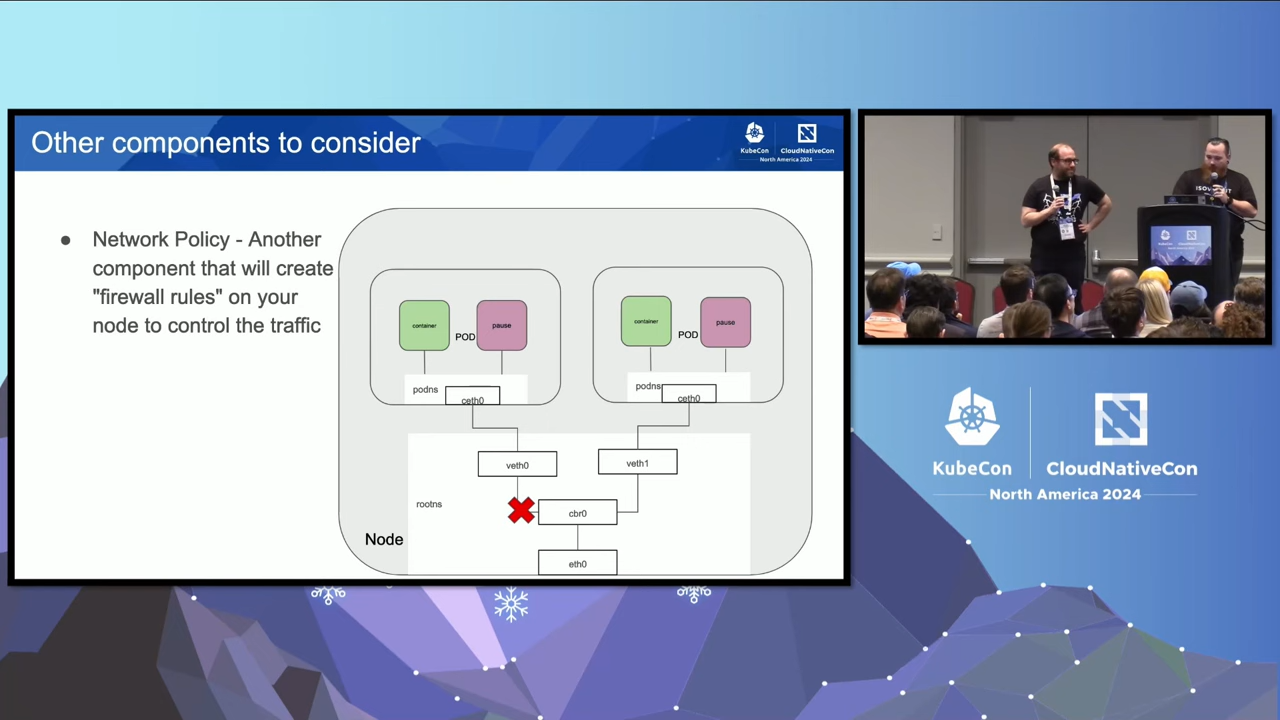 Other components to consider
KubeCon
CloudNativeCon
North America 2024
● Network Policy - Another
component that will create
"firewall rules" on your
node to control the traffic
container
POD
pause
container
POD
pause
podns
ceth0
podns
ceth0
veth0
veth1
rootns
cbr0
Node
eth0
KubeCon
CloudNativeCon
North America 2024